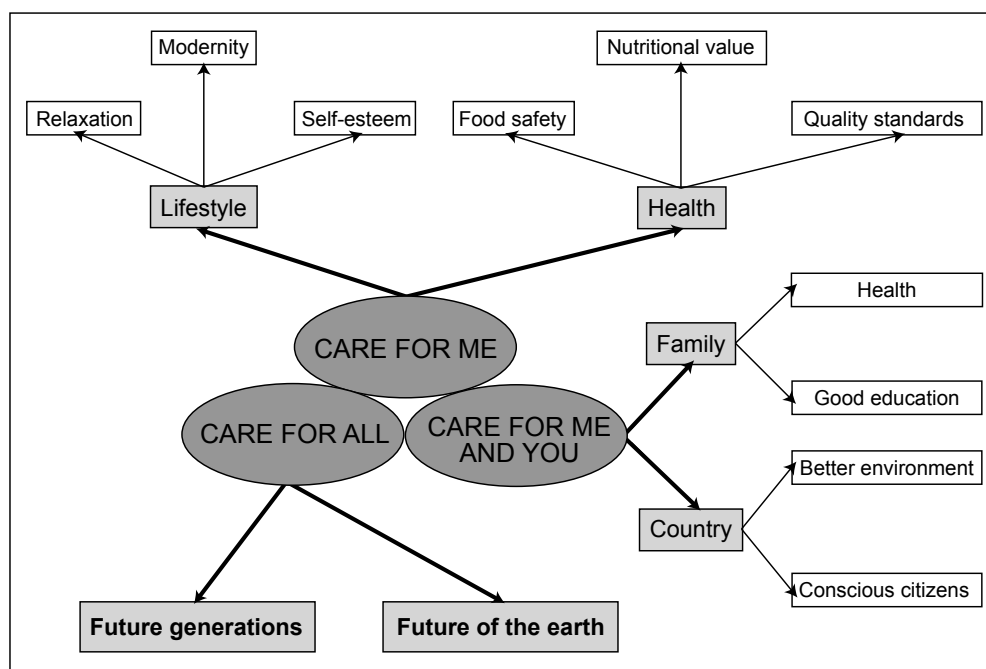 Modernity
Nutritional value
Relaxation
Self-esteem
Food safety
Quality standards
Lifestyle
Health
CARE FOR ME
CARE FOR ALL
CARE FOR ME
AND YOU
Family
Health
Good education
Country
Better environment
Conscious citizens
Future generations
Future of the earth